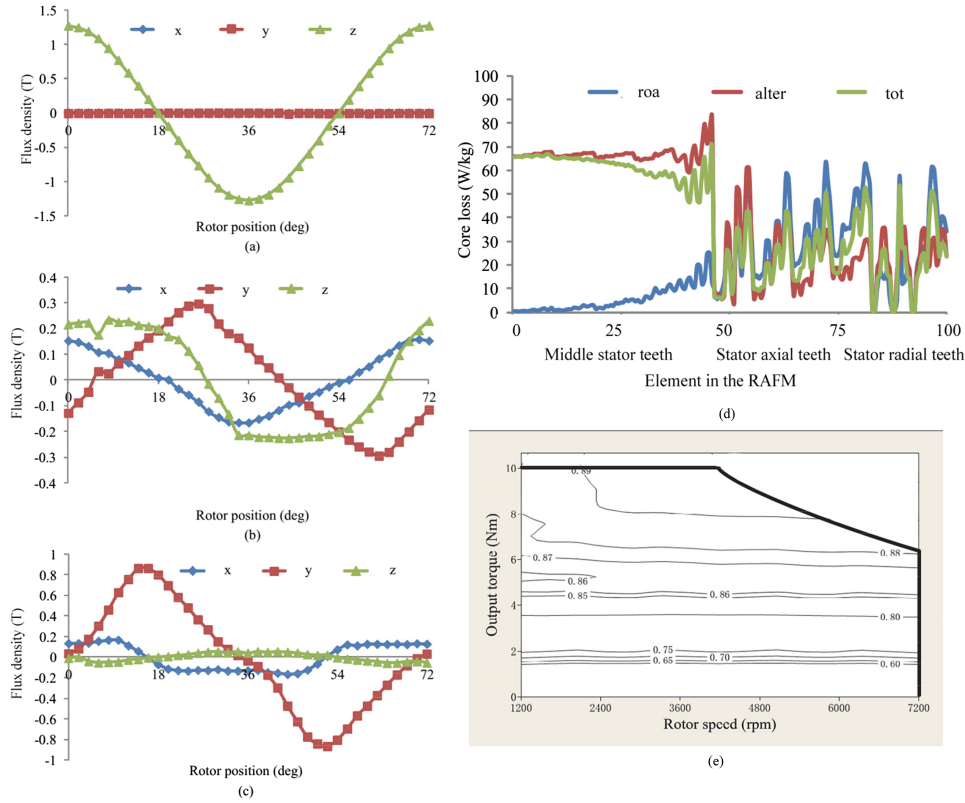 1.5
1
0.5
0
-0.5
-1
-1.5
Flux density (T)
x y z
0 18 36 54 72
Rotor position (deg)
(a)
0.4
0.3
0.2
0.1
0
-0.1
-0.2
-0.3
-0.4
Flux density (T)
x y z
0 18 36 54 72
Rotor position (deg)
(b)
1
0.8
0.6
0.4
0.2
0
-0.2
-0.4
-0.6
-0.8
-1
Flux density (T)
x y z
0 18 36 54 72
Rotor position (deg)
(c)
100
90
80
70
60
50
40
30
20
10
0
Core loss (W/kg)
roa alter tot
0 25 50 75 100
Middle stator teeth Stator axial teeth Stator radial teeth
Element in the RAFM
(d)
10
8
6
4
2
0
Output torque (Nm)
0.89
0.88
0.87
0.86
0.85 0.86
0.80
0.75
0.65 0.70 0.60
1200 2400 3600 4800 6000 7200
Rotor speed (rpm)
(e)